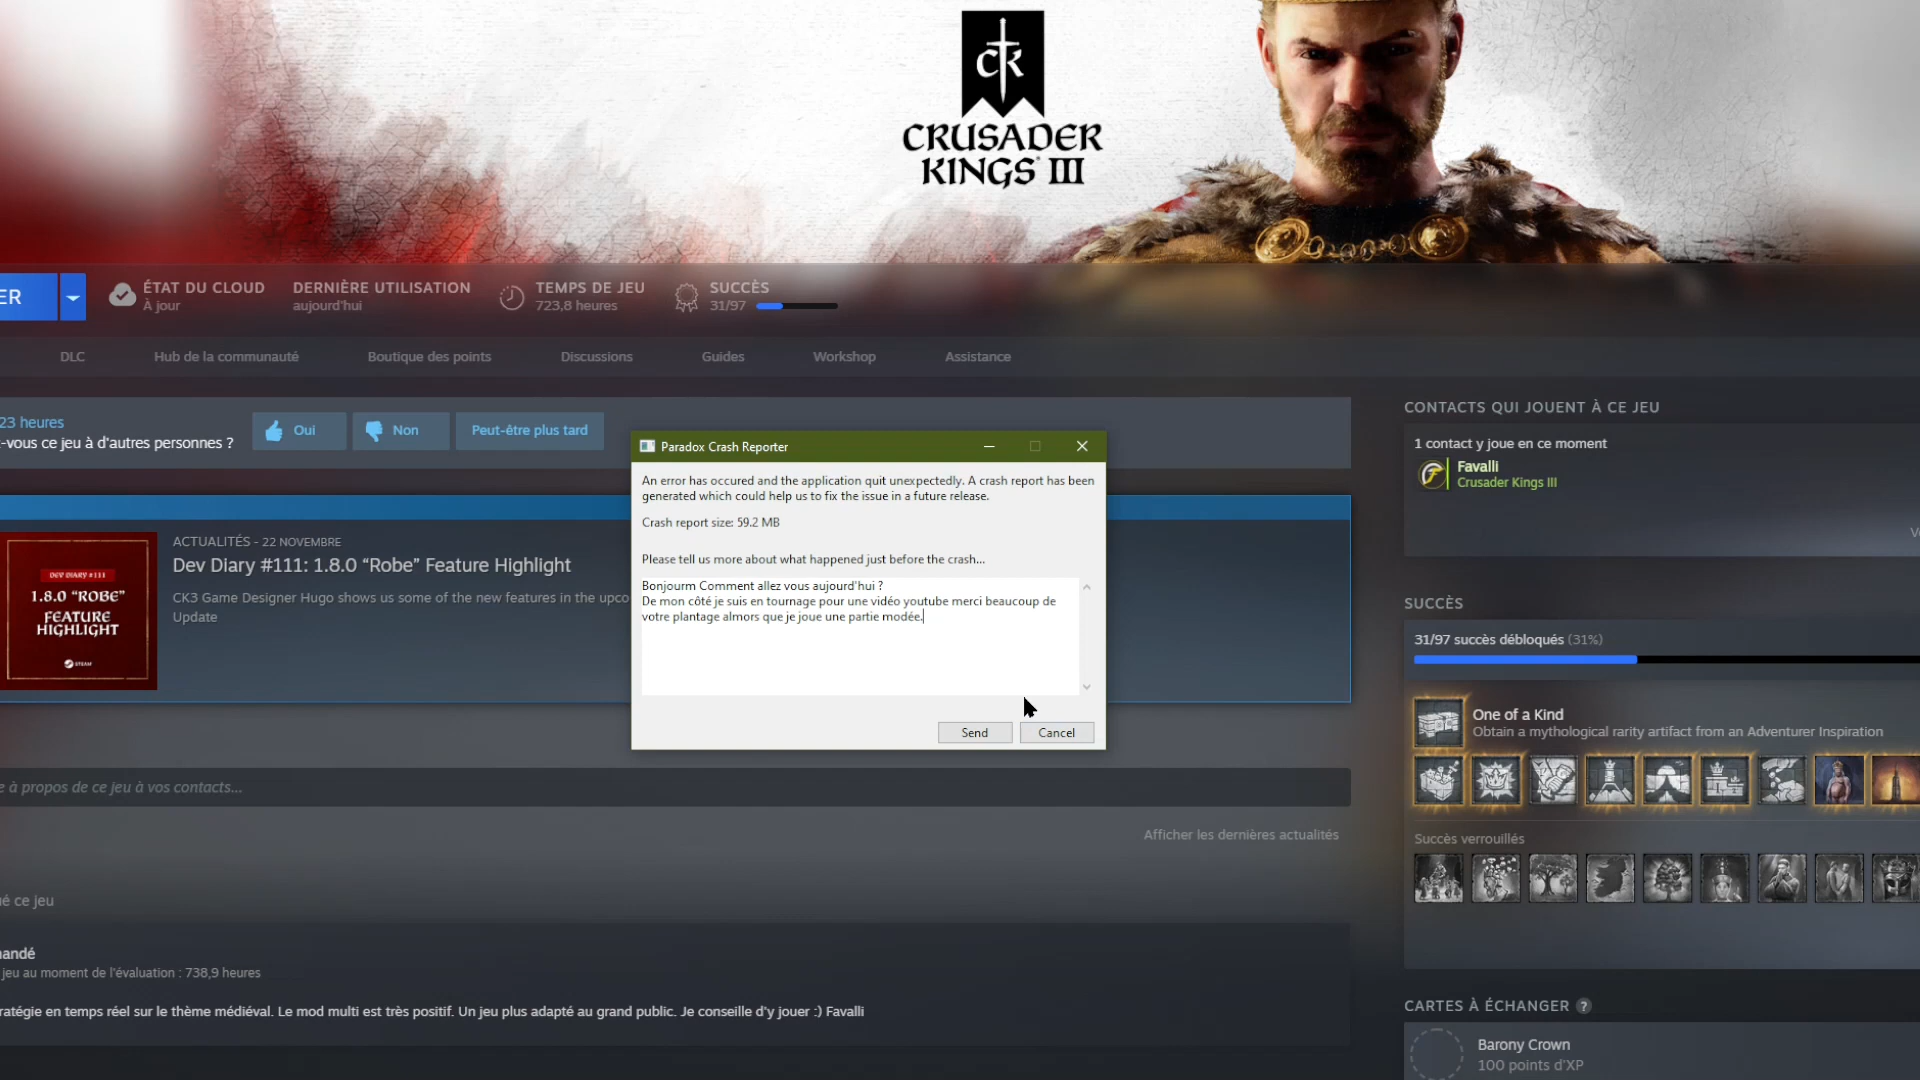 CK
CRUSADER
KINGS III
ER
ÉTAT DU CLOUD
À jour
DERNIÈRE UTILISATION
aujourd'hui
TEMPS DE JEU
723,8 heures
SUCCÈS
31/97
DLC
Hub de la communauté
Boutique des points
Discussions
Guides
Workshop
Assistance
23 heures
-vous ce jeu à d'autres personnes ?
Oui
Non
Peut-être plus tard
DEV DIARY #111
1.8.0 “ROBE”
FEATURE
HIGHLIGHT
STEAM
ACTUALITÉS - 22 NOVEMBRE
Dev Diary #111: 1.8.0 “Robe” Feature Highlight
CK3 Game Designer Hugo shows us some of the new features in the upco
Update
Paradox Crash Reporter
An error has occured and the application quit unexpectedly. A crash report has been
generated which could help us to fix the issue in a future release.
Crash report size: 59.2 MB
Please tell us more about what happened just before the crash...
Bonjourm Comment allez vous aujourd'hui ?
De mon côté je suis en tournage pour une vidéo youtube merci beaucoup de
votre plantage almors que je joue une partie modée.
Send
Cancel
e à propos de ce jeu à vos contacts...
Afficher les dernières actualités
é ce jeu
mandé
jeu au moment de l'évaluation : 738,9 heures
ratégie en temps réel sur le thème médiéval. Le mod multi est très positif. Un jeu plus adapté au grand public. Je conseille d'y jouer :) Favalli
CONTACTS QUI JOUENT À CE JEU
1 contact y joue en ce moment
Favalli
Crusader Kings III
SUCCÈS
31/97 succès débloqués (31%)
One of a Kind
Obtain a mythological rarity artifact from an Adventurer Inspiration
Succès verrouillés
CARTES À ÉCHANGER ?
Barony Crown
100 points d'XP